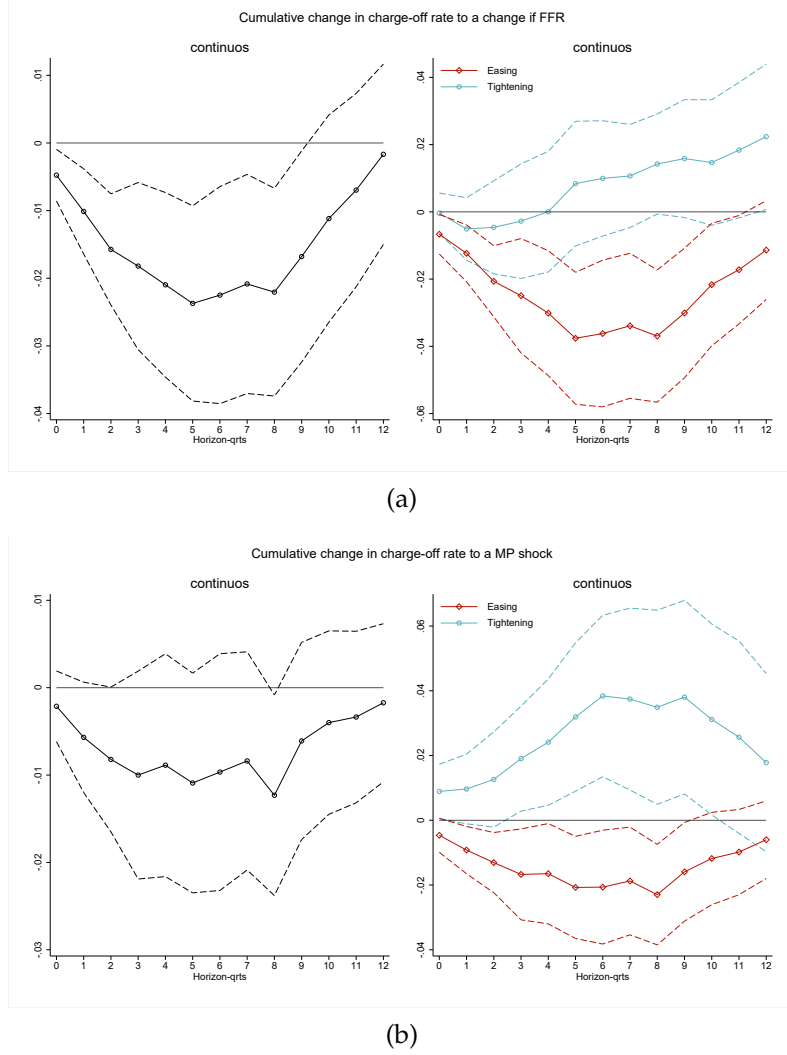 Cumulative change in charge-off rate to a change if FFR
continuos
.01
0
-.01
-.02
-.03
-.04
0 1 2 3 4 5 6 7 8 9 10 11 12
Horizon-qrts
continuos
Easing
Tightening
.04
.02
0
-.02
-.04
-.06
0 1 2 3 4 5 6 7 8 9 10 11 12
Horizon-qrts
(a)
Cumulative change in charge-off rate to a MP shock
continuos
.01
0
-.01
-.02
-.03
0 1 2 3 4 5 6 7 8 9 10 11 12
Horizon-qrts
continuos
Easing
Tightening
.06
.04
.02
0
-.02
-.04
0 1 2 3 4 5 6 7 8 9 10 11 12
Horizon-qrts
(b)